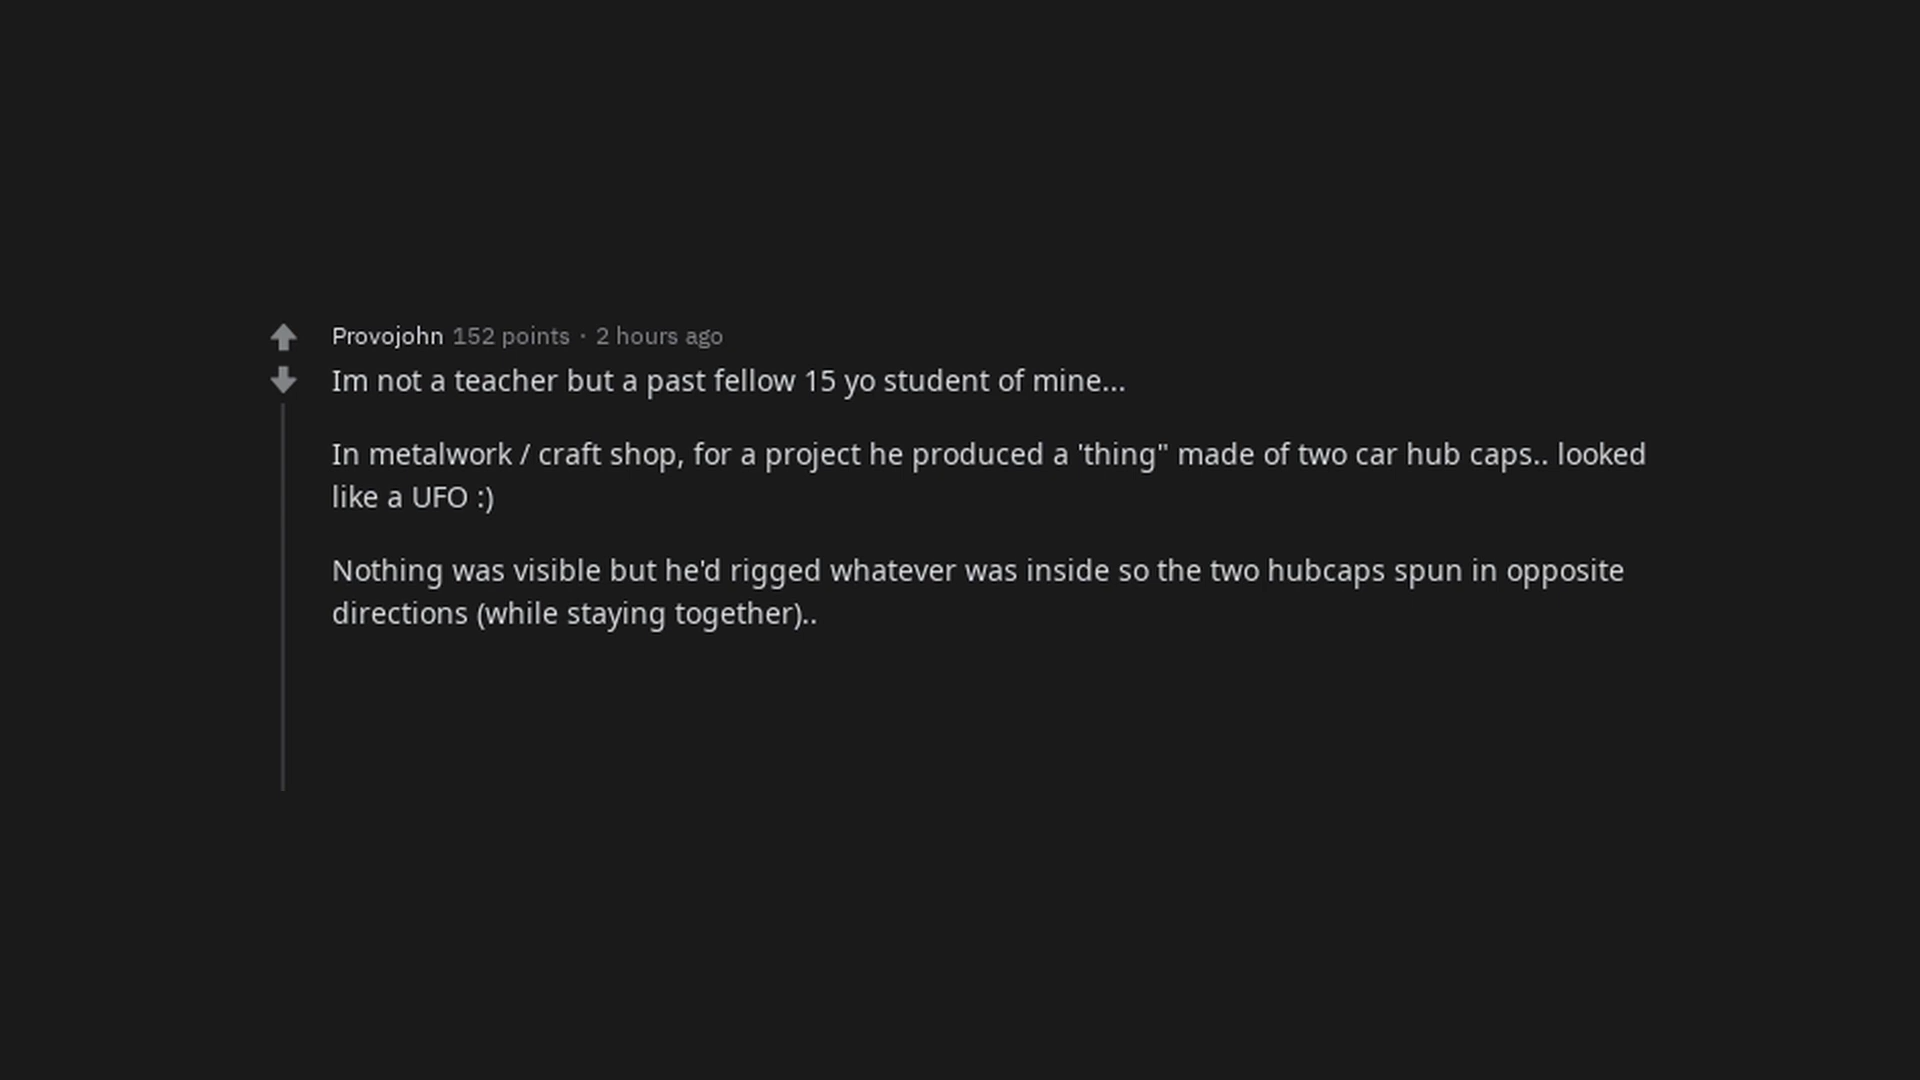 Provojohn 152 points · 2 hours ago
Im not a teacher but a past fellow 15 yo student of mine...
In metalwork / craft shop, for a project he produced a 'thing" made of two car hub caps.. looked
like a UFO :)
Nothing was visible but he'd rigged whatever was inside so the two hubcaps spun in opposite
directions (while staying together)..